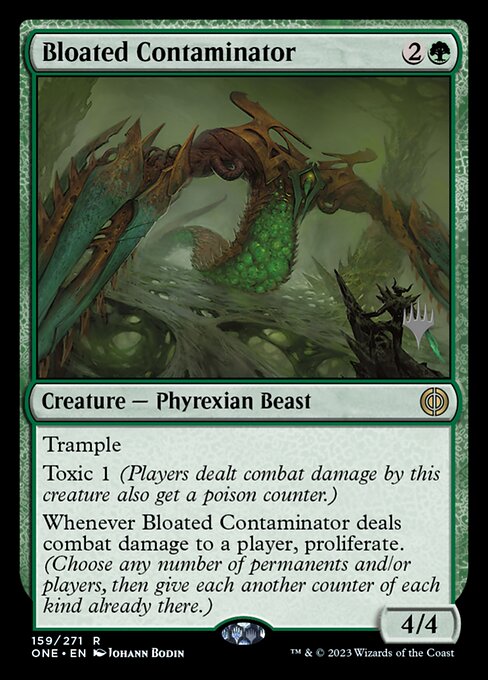 Bloated Contaminator 2
Creature — Phyrexian Beast
Trample
Toxic 1 (Players dealt combat damage by this
creature also get a poison counter.)
Whenever Bloated Contaminator deals
combat damage to a player, proliferate.
(Choose any number of permanents and/or
players, then give each another counter of each
kind already there.)
4/4
159/271 R
ONE • EN Johann Bodin
™ & © 2023 Wizards of the Coast